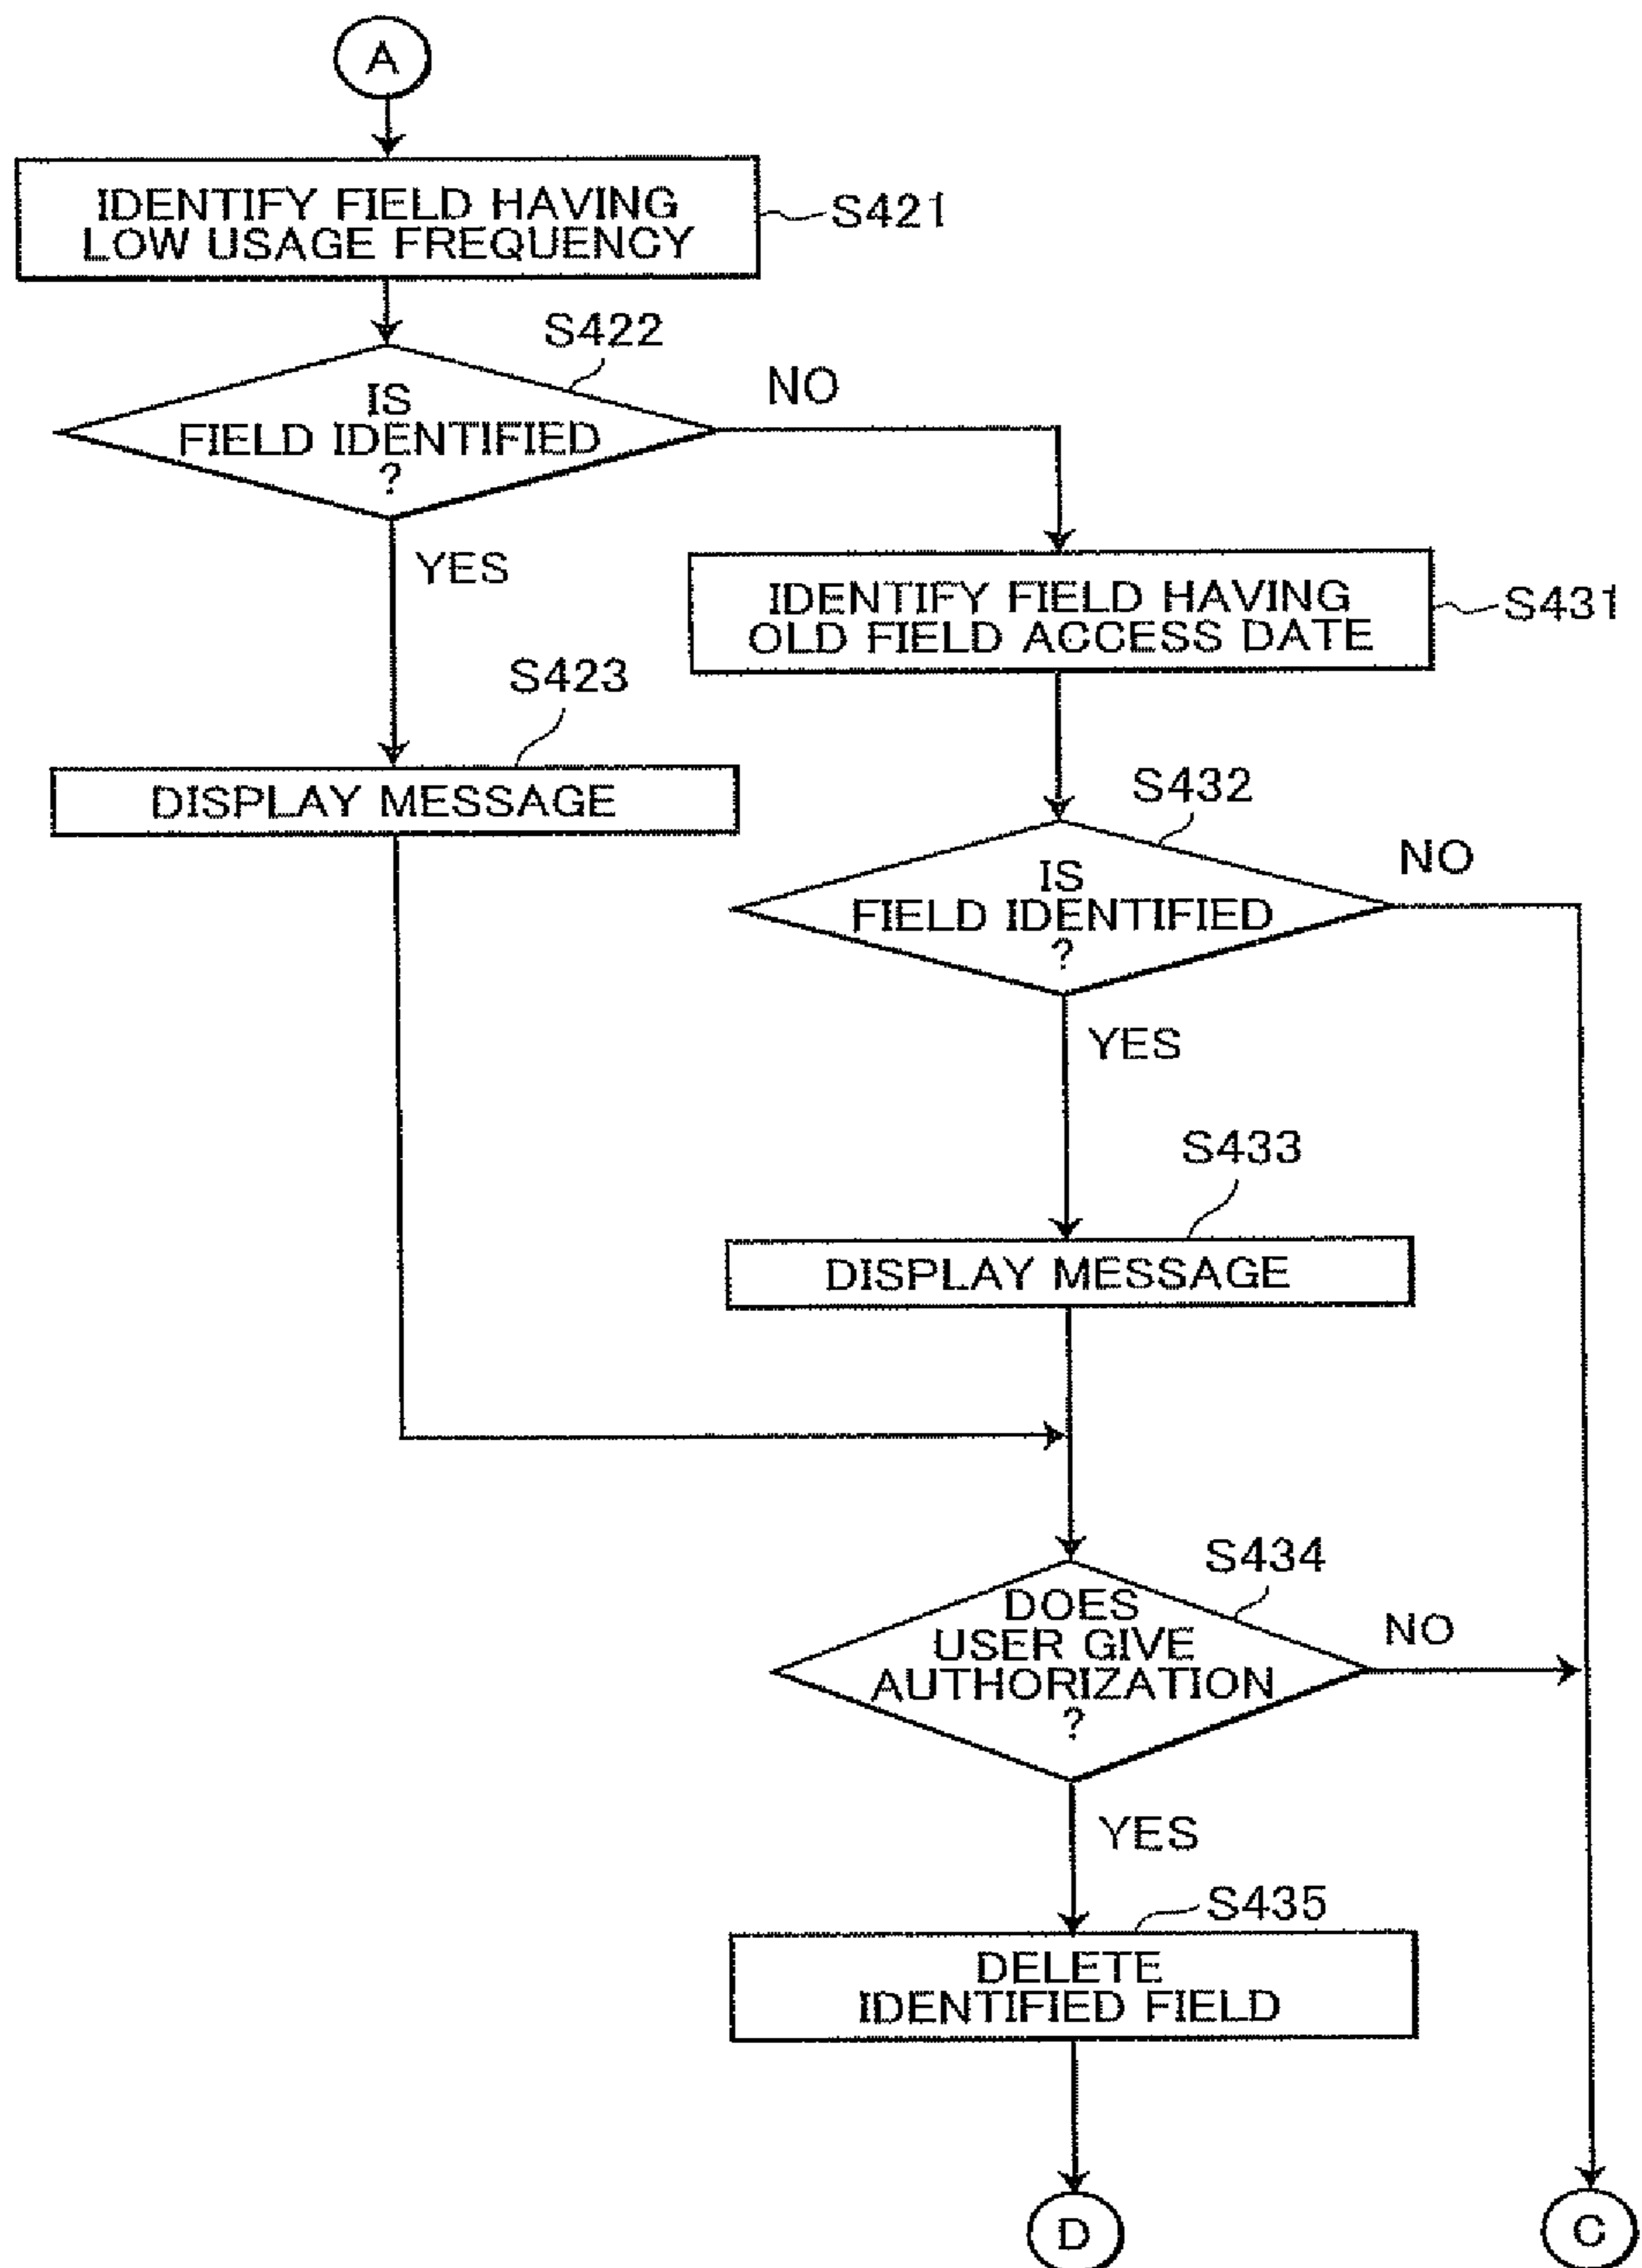 A
IDENTIFY FIELD HAVING
LOW USAGE FREQUENCY
S421
S422
IS
FIELD IDENTIFIED
?
NO
YES
IDENTIFY FIELD HAVING
OLD FIELD ACCESS DATE
S431
S423
DISPLAY MESSAGE
S432
IS
FIELD IDENTIFIED
?
NO
YES
S433
DISPLAY MESSAGE
S434
DOES
USER GIVE
AUTHORIZATION
?
NO
YES
S435
DELETE
IDENTIFIED FIELD
D
C